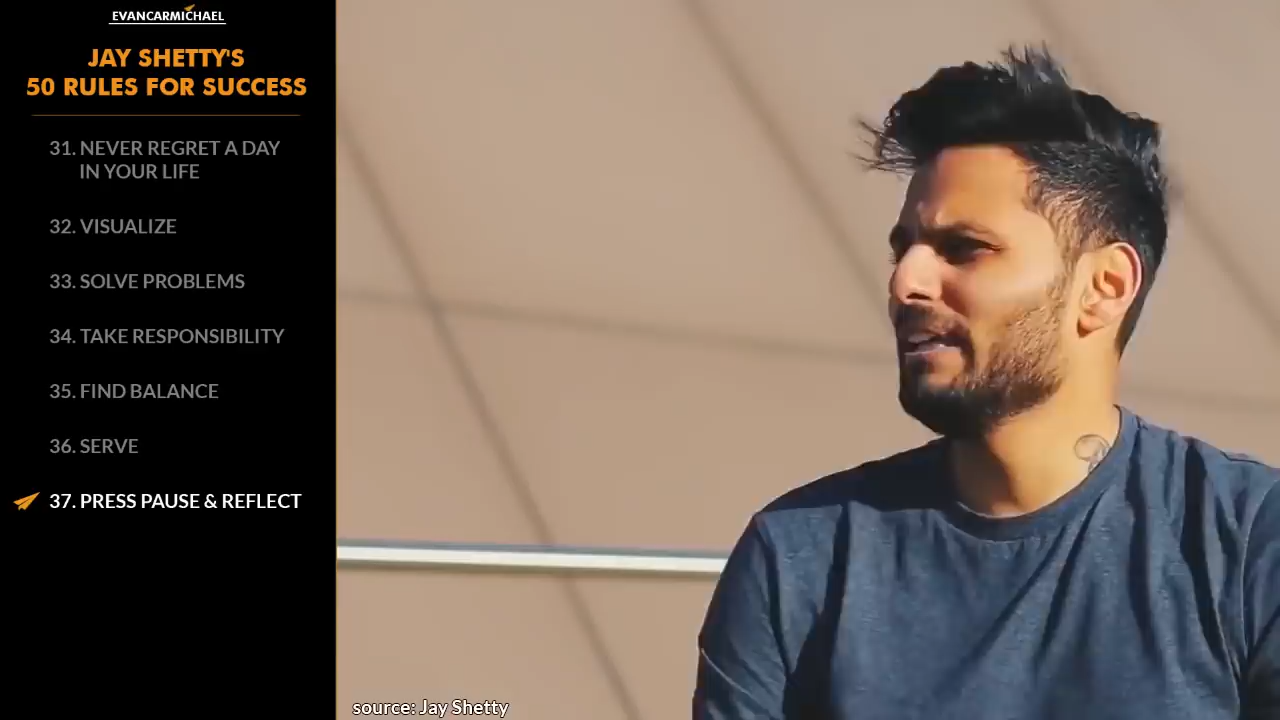 EVANCARMICHAEL
JAY SHETTY'S
50 RULES FOR SUCCESS
31. NEVER REGRET A DAY
IN YOUR LIFE
32. VISUALIZE
33. SOLVE PROBLEMS
34. TAKE RESPONSIBILITY
35. FIND BALANCE
36. SERVE
37. PRESS PAUSE & REFLECT
source: Jay Shetty